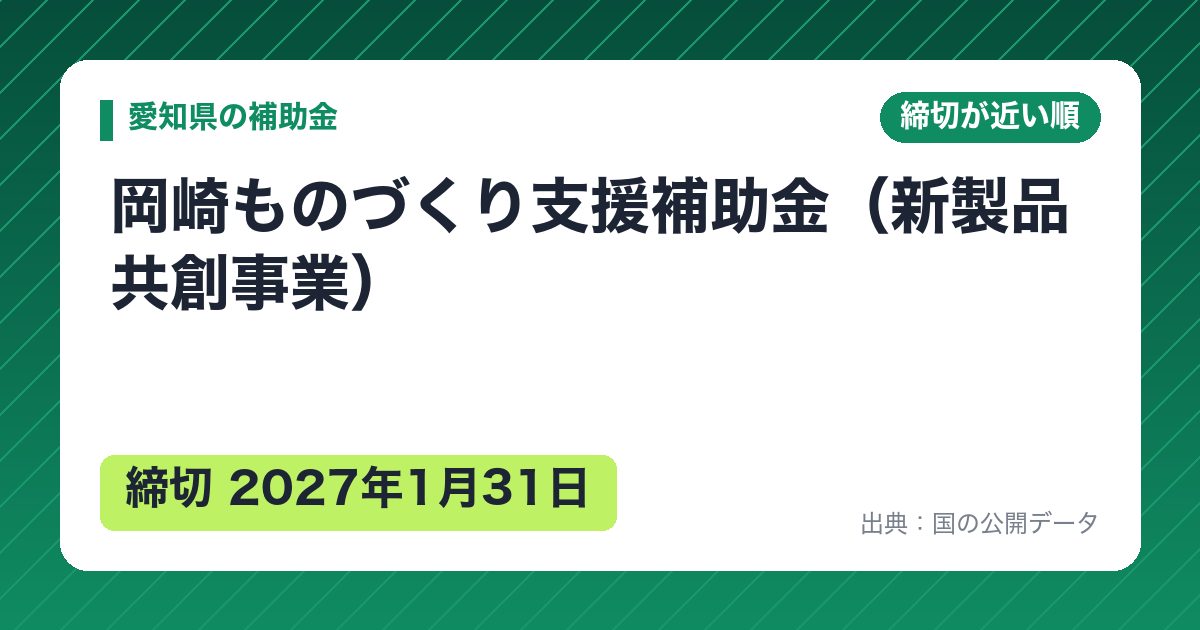 愛知県の補助金
締切が近い順
岡崎ものづくり支援補助金（新製品
共創事業）
締切 2027年1月31日
出典：国の公開データ